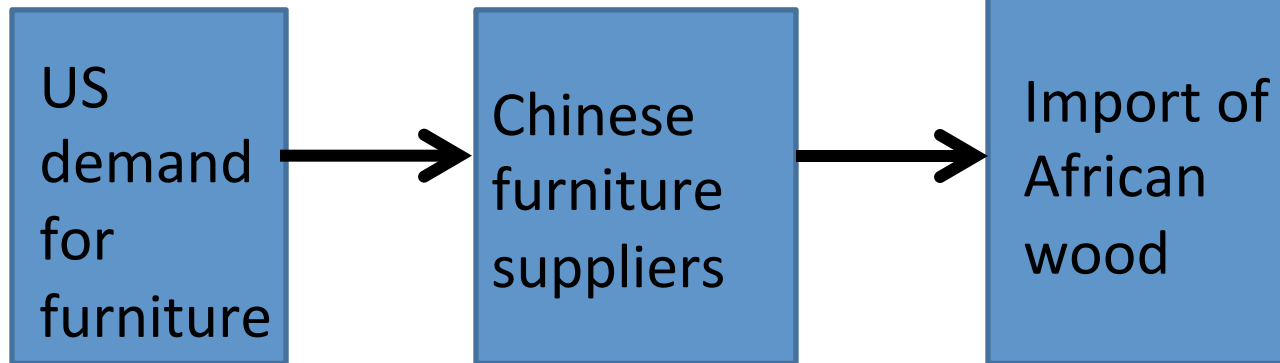 US
demand
for
furniture
Chinese
furniture
suppliers
Import of
African
wood